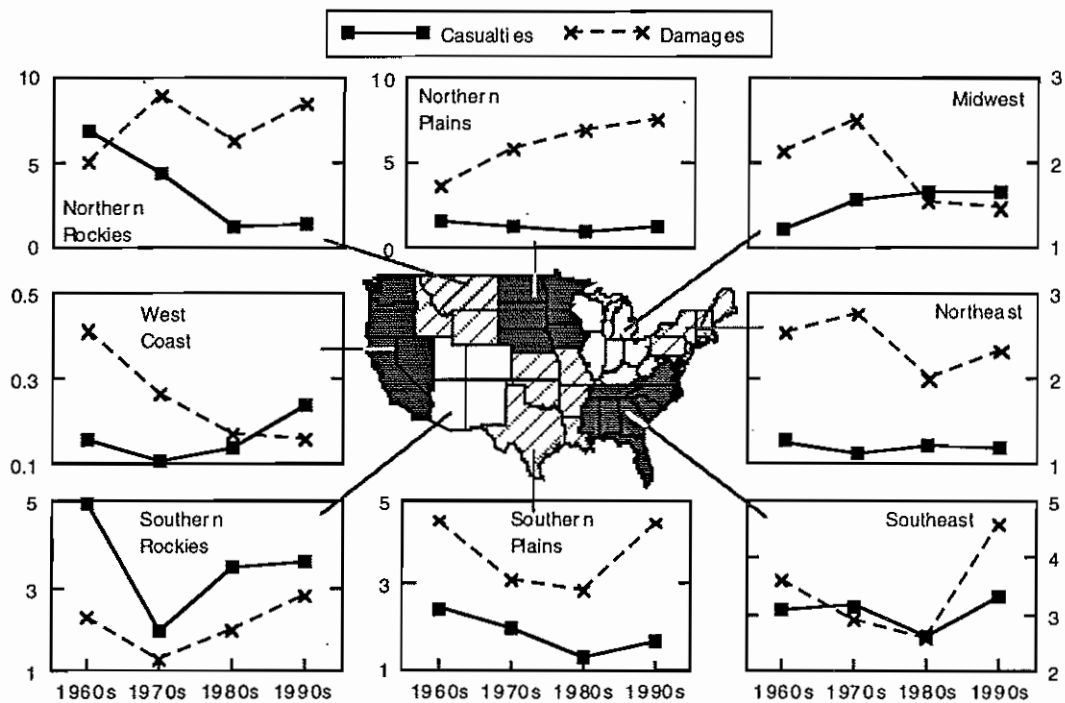 Casualties Damages
10
5
0
Northern
Rockies
10
5
0
Northern
Plains
3
2
1
Midwest
0.5
0.3
0.1
West
Coast
3
2
1
Northeast
5
3
1
Southern
Rockies
1960s 1970s 1980s 1990s
5
3
1
Southern
Plains
1960s 1970s 1980s 1990s
5
4
3
2
Southeast
1960s 1970s 1980s 1990s